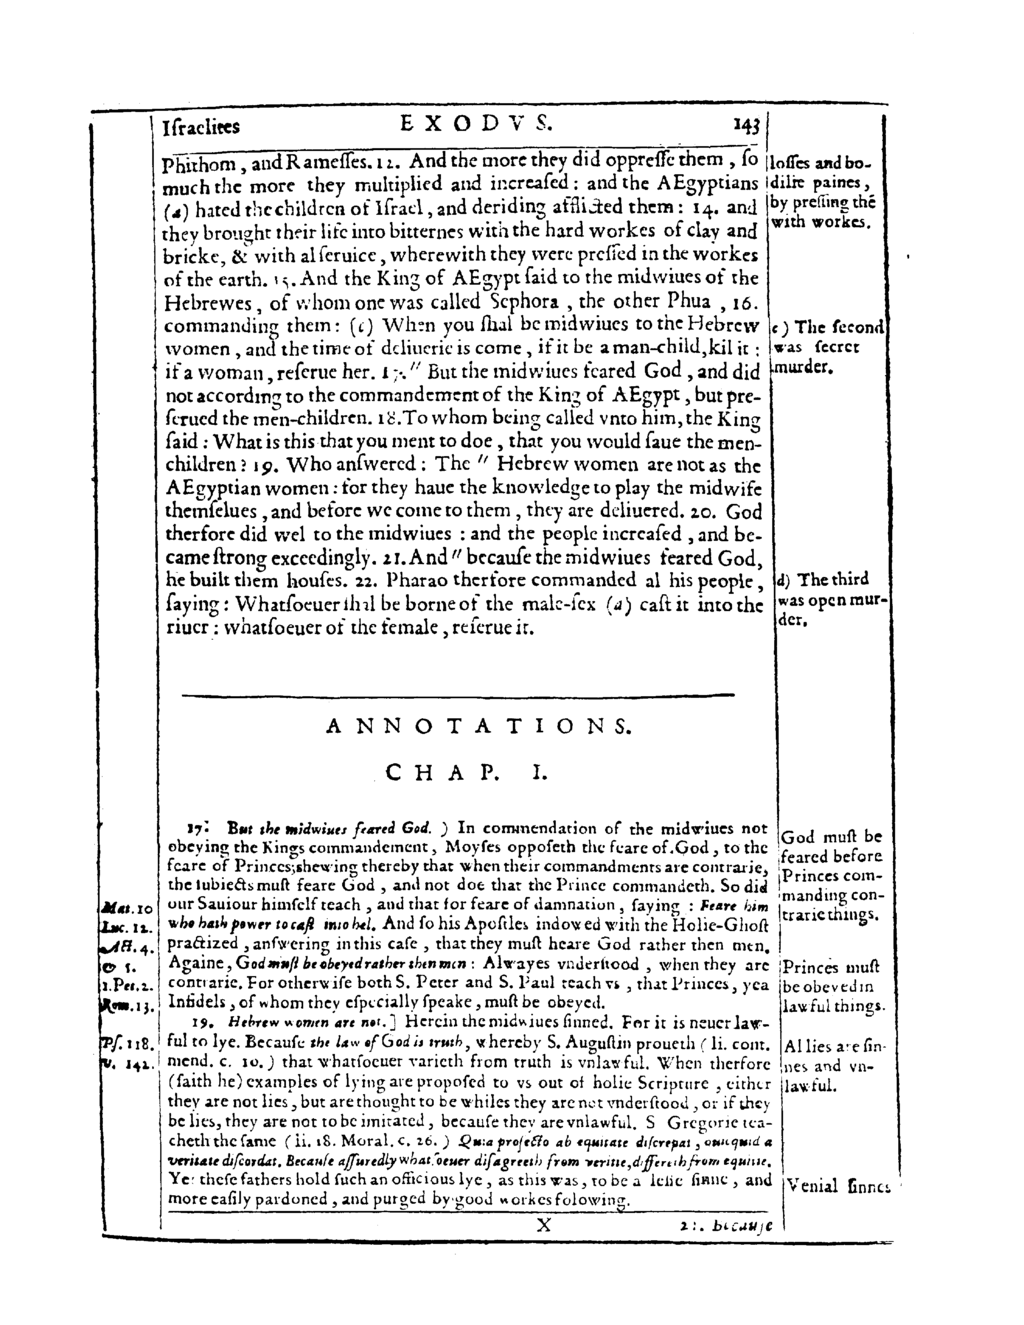 Iſraelites E X O D V S. 143
Phithom, and Rameſſes. 12. And the more they did oppreſſe them, ſo
much the more they multiplied and increaſed: and the AEgyptians
(a) hated the children of Iſrael, and deriding afflicted them: 14. and
they brought their life into bitternes with the hard workes of clay and
bricke, & with al ſeruice, wherewith they were preſſed in the workes
of the earth. 15. And the King of AEgypt ſaid to the midwiues of the
Hebrewes, of whom one was called Sephora, the other Phua, 16.
commanding them: (c) When you ſhal be midwiues to the Hebrew
women, and the time of deliuerie is come, if it be a man-child, kil it:
if a woman, reſerue her. 17. " But the midwiues feared God, and did
not according to the commandement of the King of AEgypt, but pre-
ſerued the men-children. 18. To whom being called vnto him, the King
ſaid: What is this that you ment to doe, that you would ſaue the men-
children? 19. Who anſwered: The " Hebrew women are not as the
AEgyptian women: for they haue the knowledge to play the midwife
themſelues, and before we come to them, they are deliuered. 20. God
therfore did wel to the midwiues: and the people increaſed, and be-
came ſtrong exceedingly. 21. And " becauſe the midwiues feared God,
he built them houſes. 22. Pharao therfore commanded al his people,
ſaying: Whatſoeuer ſhal be borne of the male-ſex (d) caſt it into the
riuer: whatſoeuer of the female, reſerue it.
loſſes and bo-
dilie paines,
by preſſing thē
with workes.
c) The ſecond
was ſecret
murder.
d) The third
was open mur-
der.
A N N O T A T I O N S.
C H A P. I.
17. But the midwiues feared God. ) In commendation of the midwiues not
obeying the Kings commandement, Moyſes oppoſeth the feare of God, to the
feare of Princes; shewing thereby that when their commandments are contrarie,
the ſubiects muſt feare God, and not doe that the Prince commandeth. So did
our Sauiour himſelf teach, and that for feare of damnation, ſaying: Feare him
who hath power to caſt into hel. And ſo his Apoſtles indowed with the Holie-Ghoſt
practized, anſwering in this caſe, that they muſt heare God rather then men.
Againe, God muſt be obeyed rather then men: Alwayes vnderſtood, when they are
contrarie. For otherwiſe both S. Peter and S. Paul teach vs, that Princes, yea
Infidels, of whom they eſpecially ſpeake, muſt be obeyed.
19. Hebrew women are not.] Herein the midwiues ſinned. For it is neuer law-
ful to lye. Becauſe the law of God is truth, whereby S. Auguſtin proueth (li. cont.
mend. c. 10.) that whatſoeuer varieth from truth is vnlawful. When therfore
(ſaith he) examples of lying are propoſed to vs out of holie Scripture, either
they are not lies, but are thought to be whiles they are not vnderſtood, or if they
be lies, they are not to be imitated, becauſe they are vnlawful. S Gregorie tea-
cheth the ſame (li. 18. Moral. c. 26.) Quia profecto ab equitate diſcrepat, quicquid a
veritate diſcordat. Becauſe aſſuredly whatſoeuer diſagreeth from veritie, differeth from equitie.
Yet theſe fathers hold ſuch an officious lye, as this was, to be a leſſe ſinne, and
more eaſily pardoned, and purged by good workes folowing.
Mat. 10
Luc. 12.
Act. 4.
& 5.
1. Pet. 2.
Rom. 13.
Pſ. 118.
v. 142.
God muſt be
feared before
Princes com-
manding con-
trarie things.
Princes muſt
be obeyed in
lawful things.
Al lies are ſin-
nes and vn-
lawful.
Venial ſinnes
X 21. becauſe